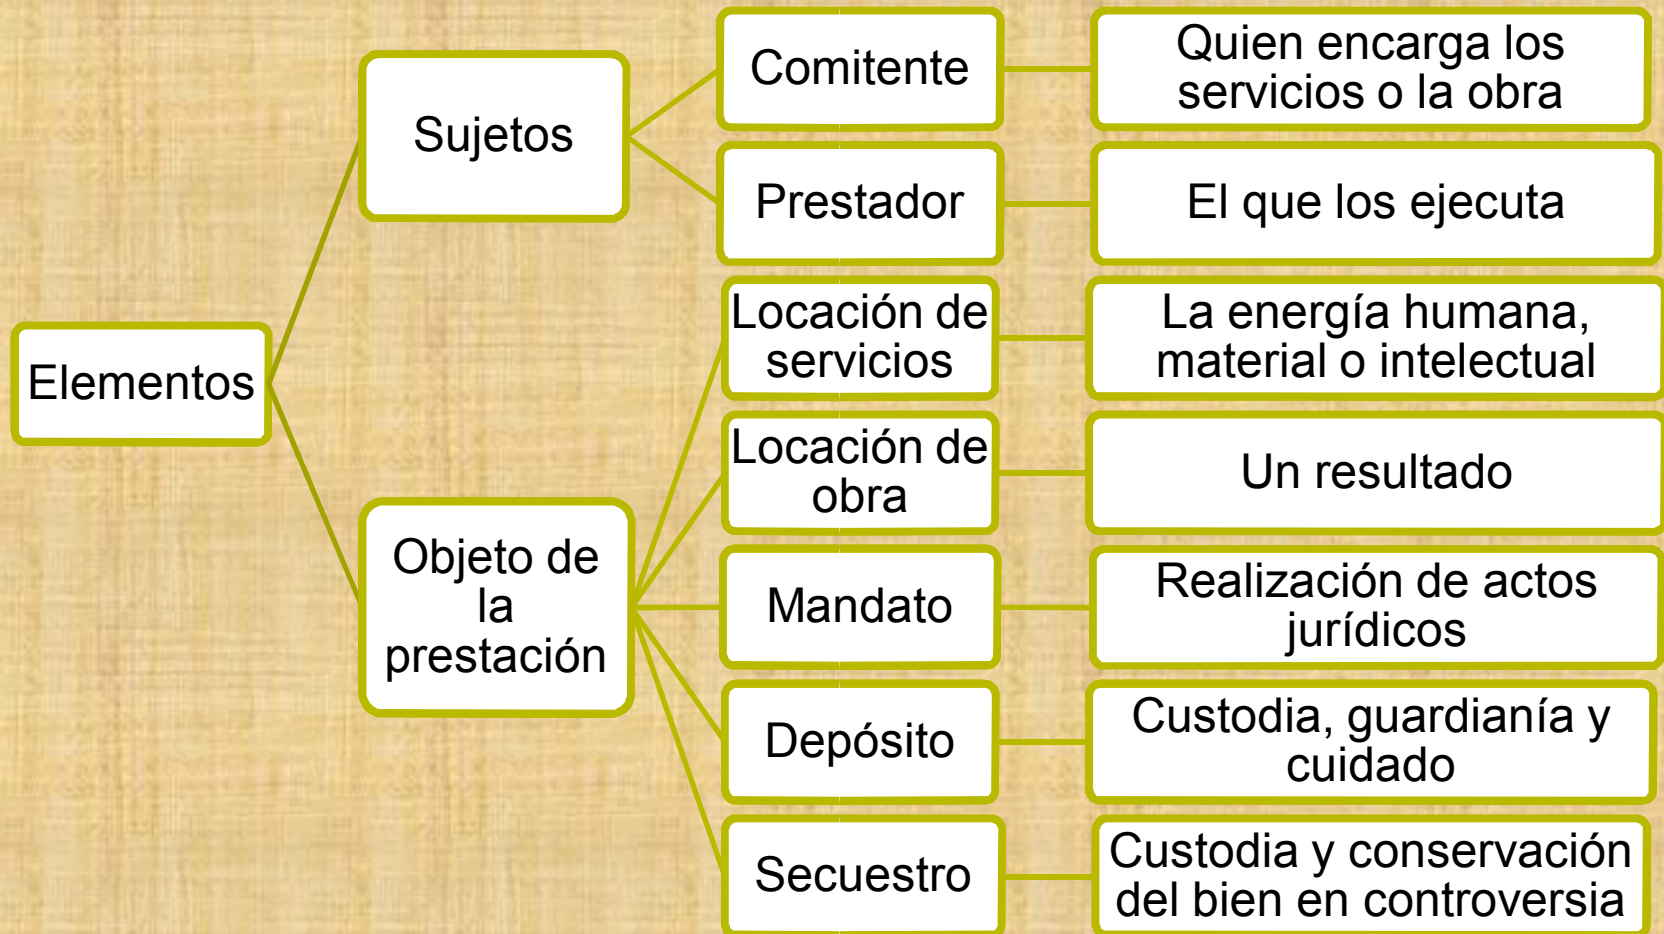 Elementos
Sujetos
Comitente
Quien encarga los
servicios o la obra
Prestador
El que los ejecuta
Objeto de
la
prestación
Locación de
servicios
La energía humana,
material o intelectual
Locación de
obra
Un resultado
Mandato
Realización de actos
jurídicos
Depósito
Custodia, guardianía y
cuidado
Secuestro
Custodia y conservación
del bien en controversia